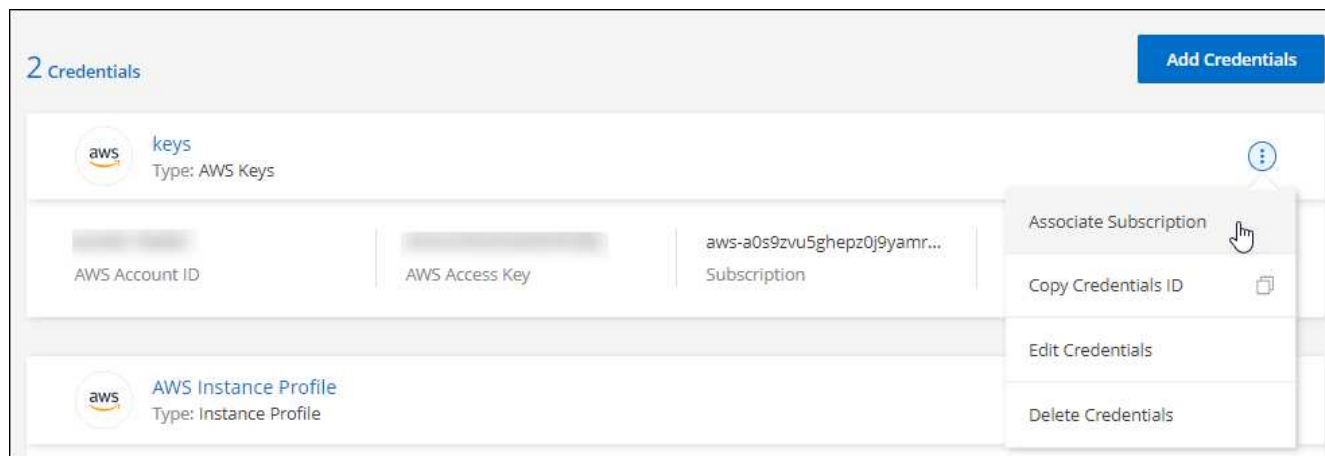 2 Credentials
Add Credentials
aws
keys
Type: AWS Keys
Associate Subscription
aws-a0s9zvu5ghepz0j9yamr...
AWS Account ID
AWS Access Key
Subscription
Copy Credentials ID
Edit Credentials
aws
AWS Instance Profile
Type: Instance Profile
Delete Credentials